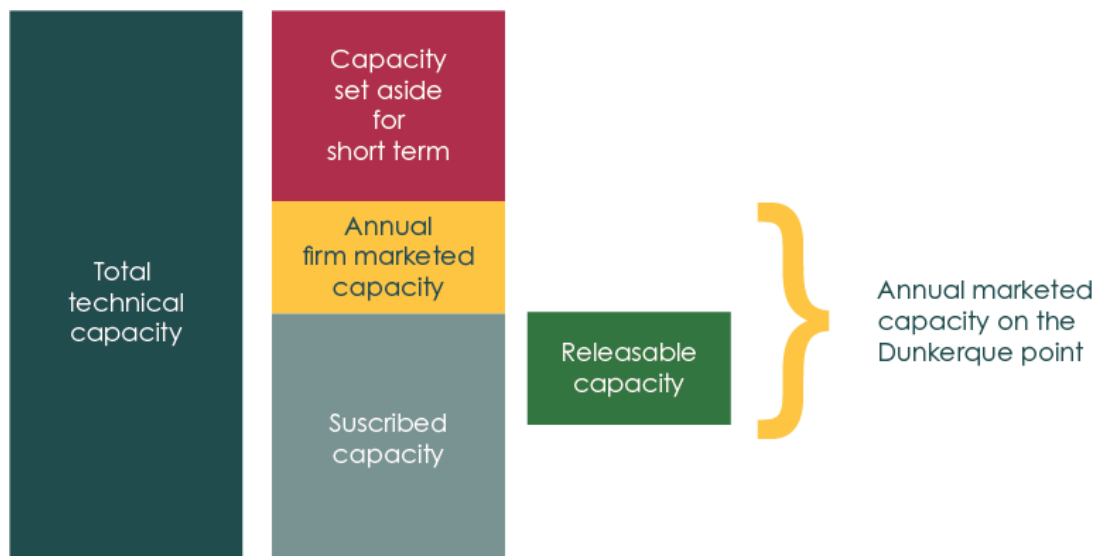 Total
technical
capacity
Capacity
set aside
for
short term
Annual
firm marketed
capacity
Suscribed
capacity
Releasable
capacity
Annual marketed
capacity on the
Dunkerque point